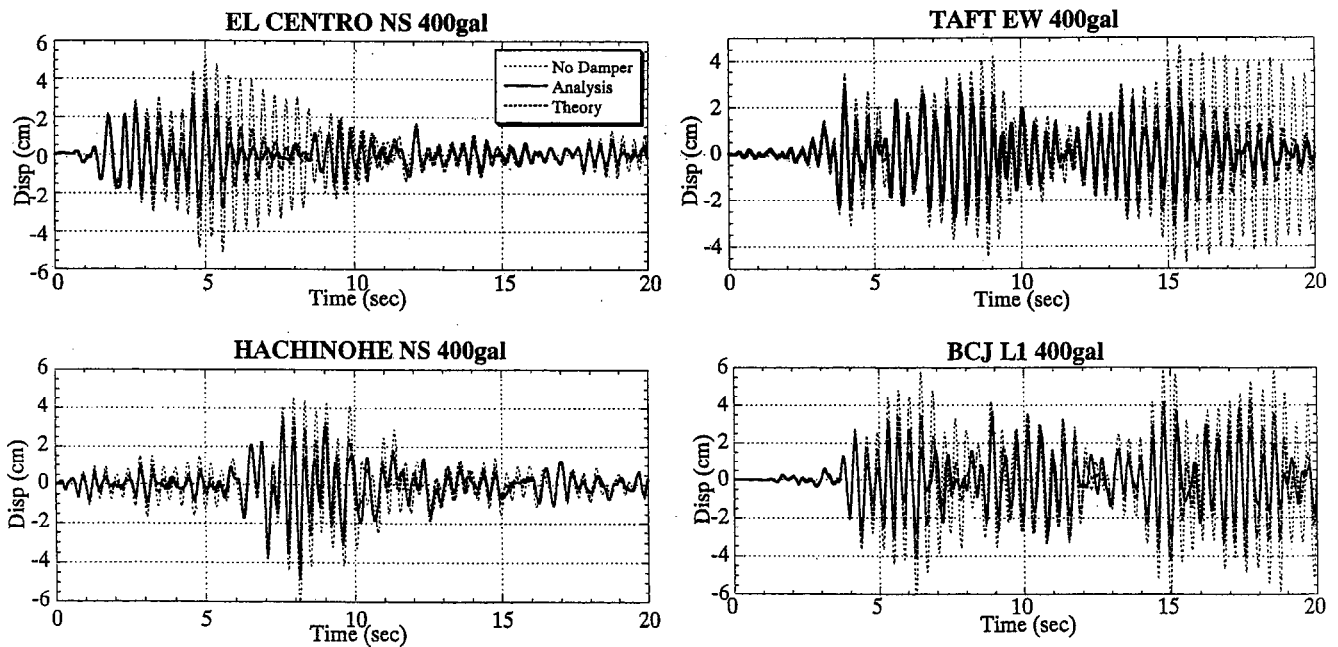 EL CENTRO NS 400gal
6
4
2
0
-2
-4
-6
Disp (cm)
No Damper
Analysis
Theory
0 5 10 15 20
Time (sec)
TAFT EW 400gal
4
2
0
-2
-4
Disp (cm)
0 5 10 15 20
Time (sec)
HACHINOHE NS 400gal
6
4
2
0
-2
-4
-6
Disp (cm)
0 5 10 15 20
Time (sec)
BCJ L1 400gal
6
4
2
0
-2
-4
-6
Disp (cm)
0 5 10 15 20
Time (sec)